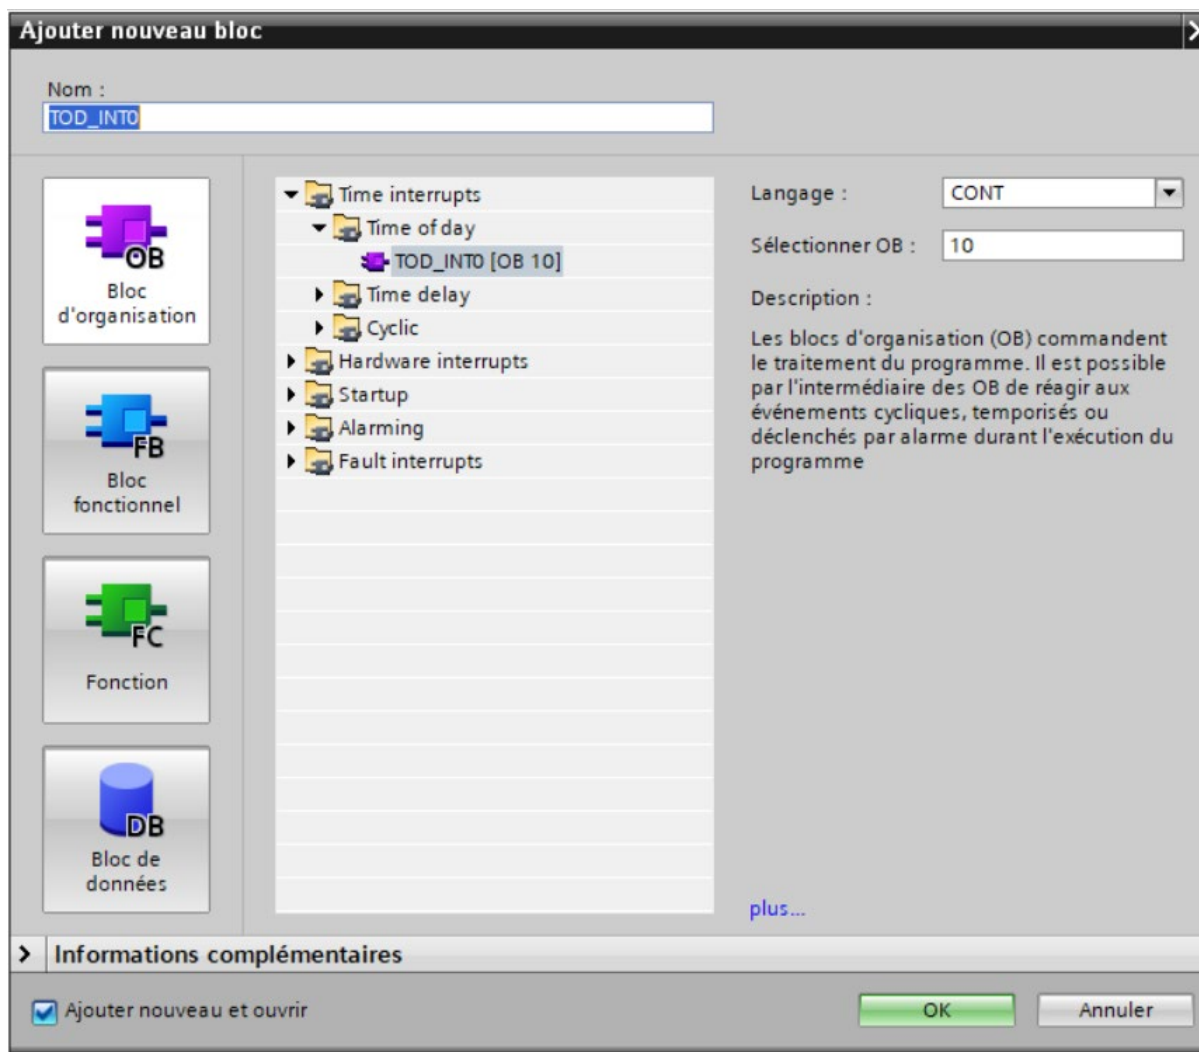 Ajouter nouveau bloc
Nom :
TOD_INT0
OB
Bloc
d'organisation
FB
Bloc
fonctionnel
FC
Fonction
DB
Bloc de
données
Time interrupts
Time of day
TOD_INT0 [OB 10]
Time delay
Cyclic
Hardware interrupts
Startup
Alarming
Fault interrupts
Langage : CONT
Sélectionner OB : 10
Description :
Les blocs d'organisation (OB) commandent
le traitement du programme. Il est possible
par l'intermédiaire des OB de réagir aux
événements cycliques, temporisés ou
déclenchés par alarme durant l'exécution du
programme
plus...
Informations complémentaires
Ajouter nouveau et ouvrir
OK
Annuler